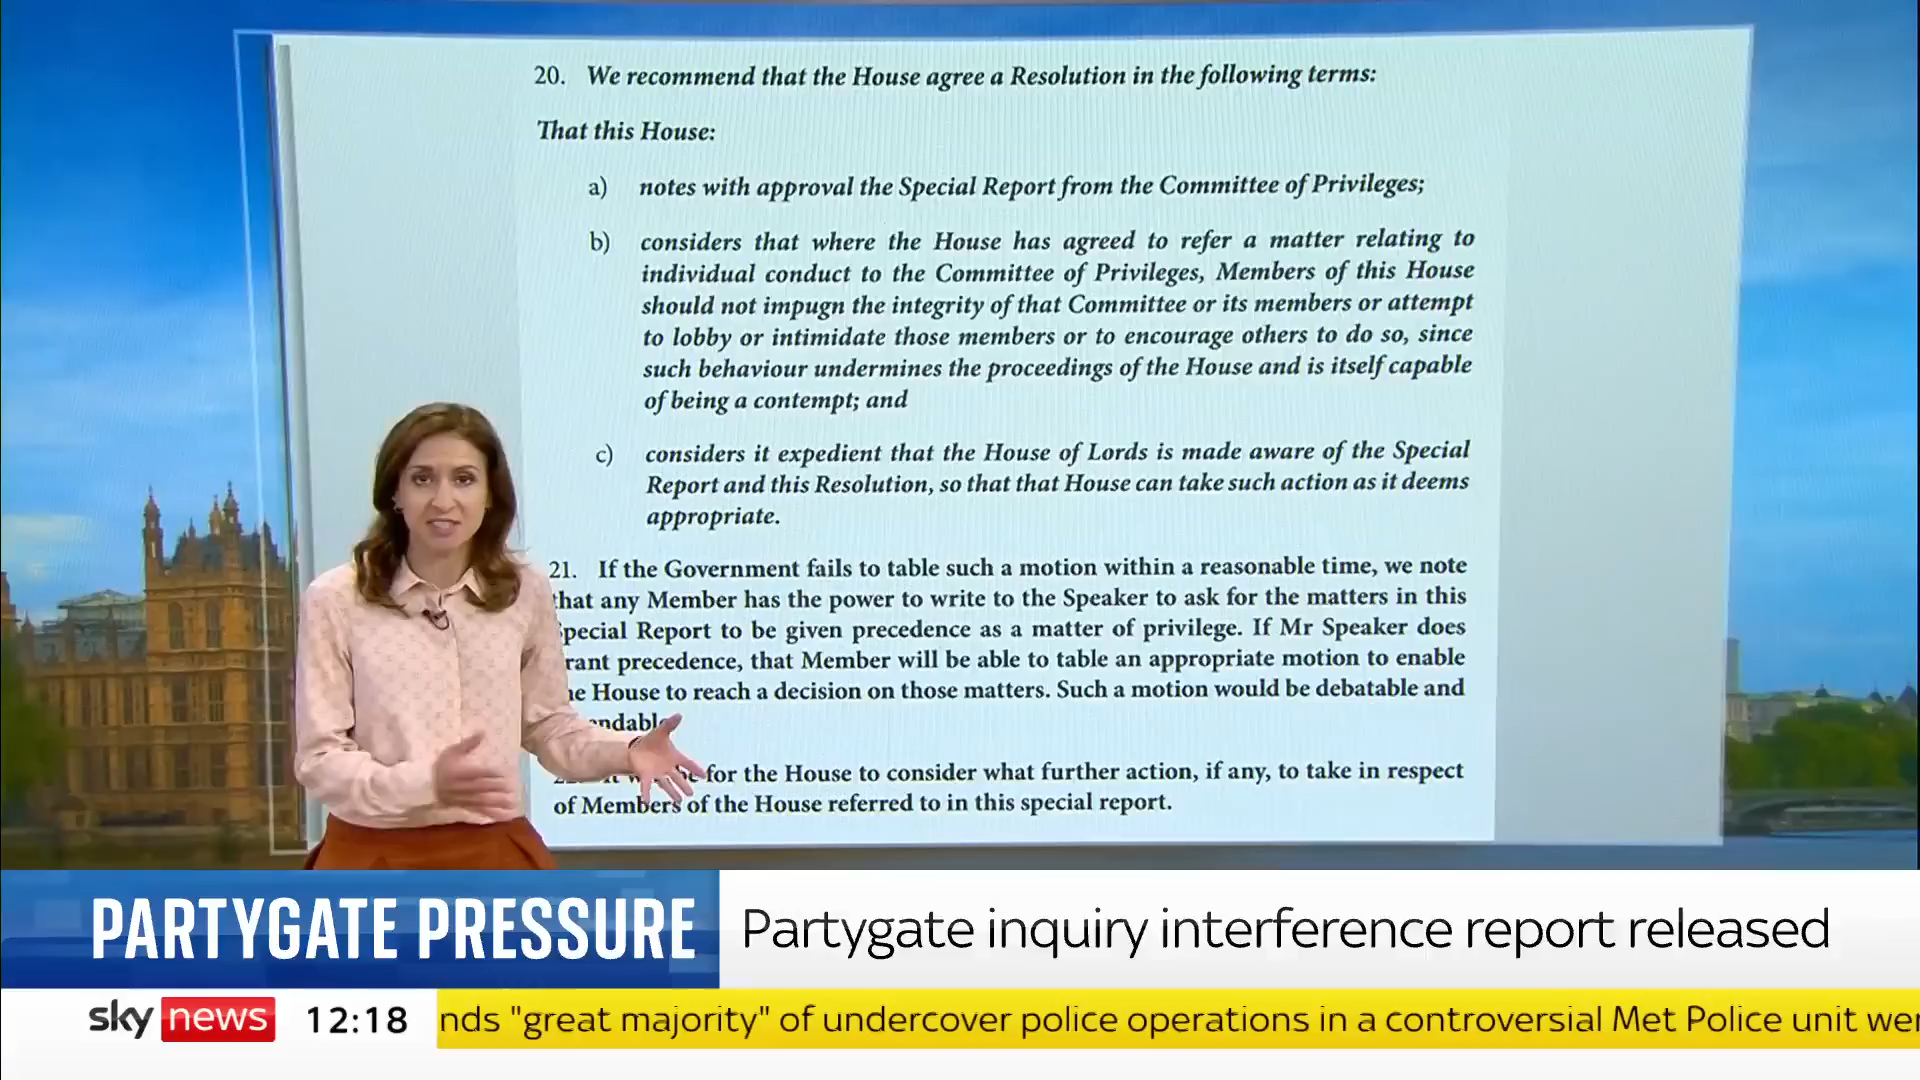 20. We recommend that the House agree a Resolution in the following terms:
That this House:
a) notes with approval the Special Report from the Committee of Privileges;
b) considers that where the House has agreed to refer a matter relating to
individual conduct to the Committee of Privileges, Members of this House
should not impugn the integrity of that Committee or its members or attempt
to lobby or intimidate those members or to encourage others to do so, since
such behaviour undermines the proceedings of the House and is itself capable
of being a contempt; and
c) considers it expedient that the House of Lords is made aware of the Special
Report and this Resolution, so that that House can take such action as it deems
appropriate.
21. If the Government fails to table such a motion within a reasonable time, we note
that any Member has the power to write to the Speaker to ask for the matters in this
pecial Report to be given precedence as a matter of privilege. If Mr Speaker does
rant precedence, that Member will be able to table an appropriate motion to enable
he House to reach a decision on those matters. Such a motion would be debatable and
endable
for the House to consider what further action, if any, to take in respect
of Members of the House referred to in this special report.
PARTYGATE PRESSURE
Partygate inquiry interference report released
sky news 12:18 nds "great majority" of undercover police operations in a controversial Met Police unit wer